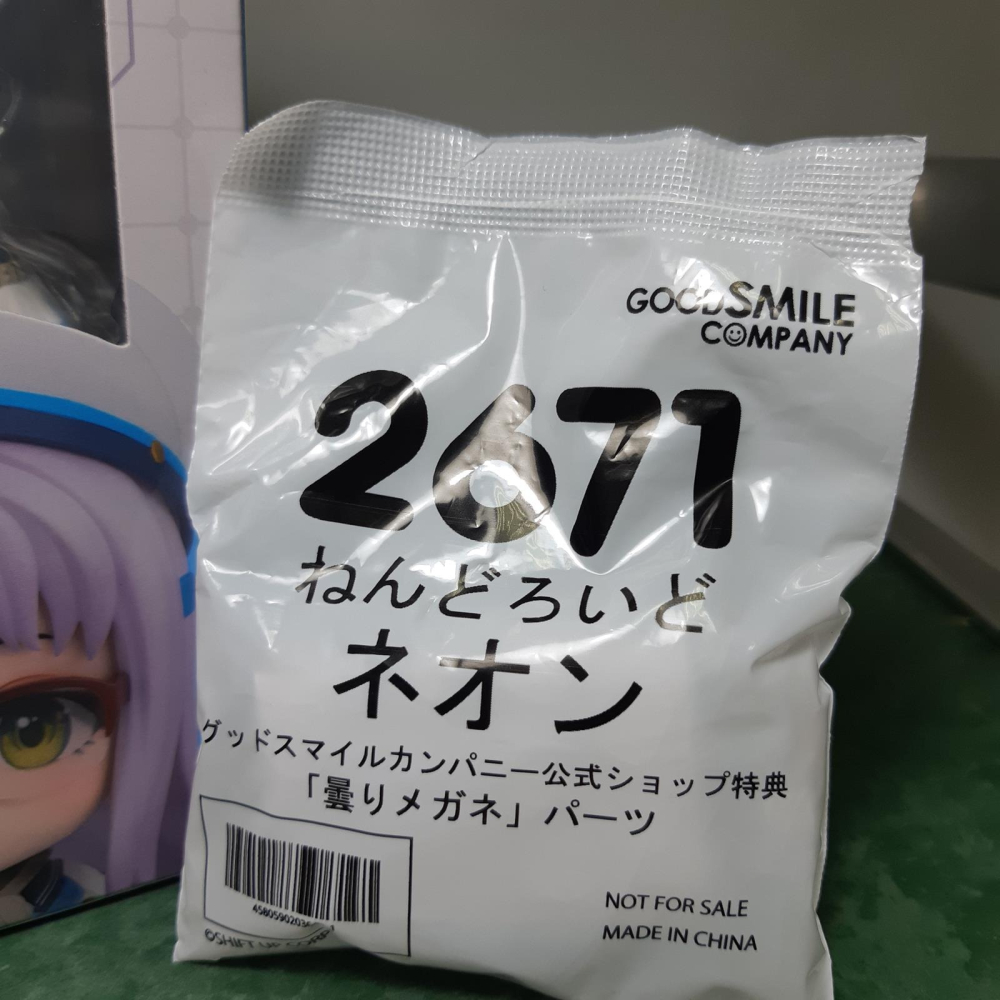 GOODSMILE
COMPANY
2671
ねんどろいど
ネオン
グッドスマイルカンパニー公式ショップ特典
「曇りメガネ」パーツ
NOT FOR SALE
MADE IN CHINA
©SHIFT UP